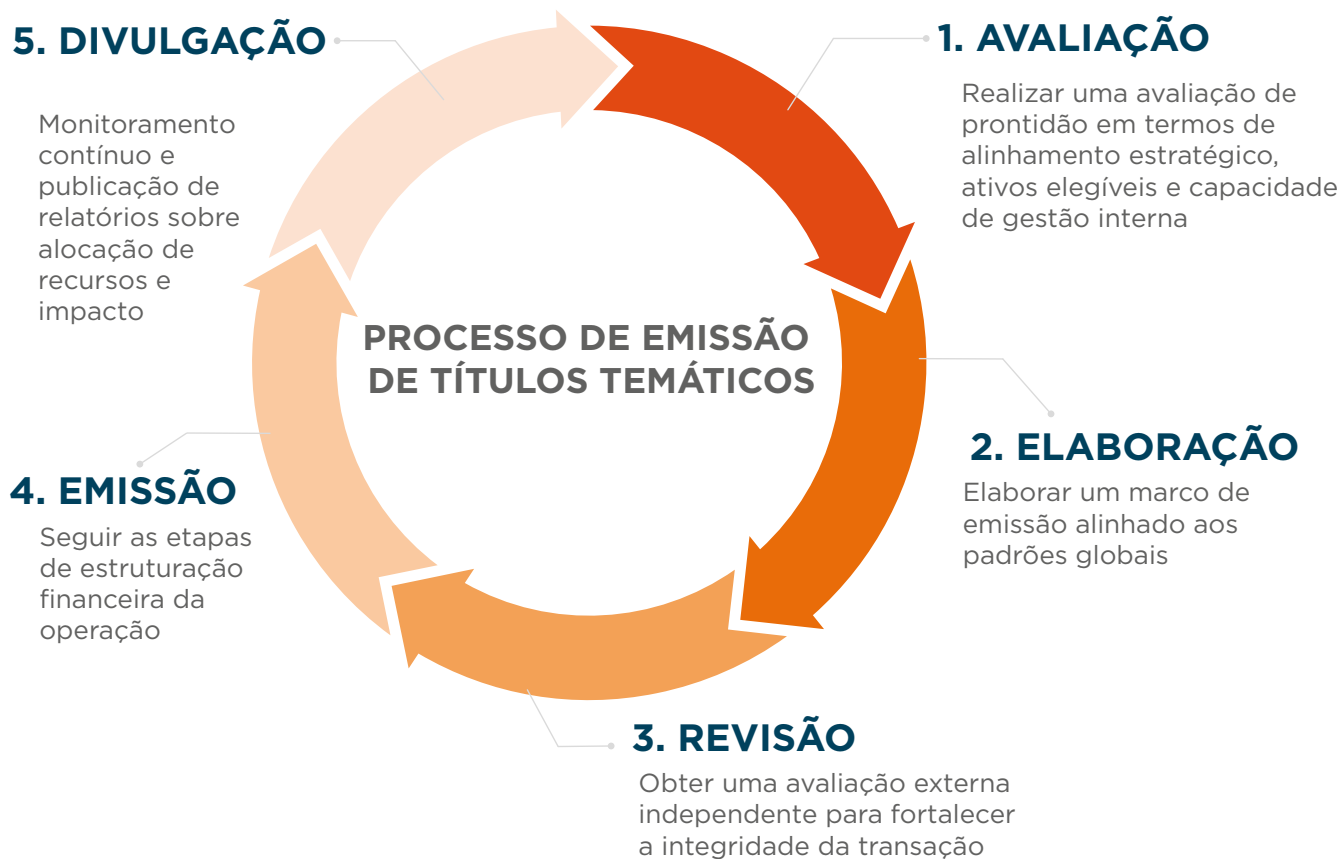 PROCESSO DE EMISSÃO
DE TÍTULOS TEMÁTICOS
1. AVALIAÇÃO
Realizar uma avaliação de
prontidão em termos de
alinhamento estratégico,
ativos elegíveis e capacidade
de gestão interna
2. ELABORAÇÃO
Elaborar um marco de
emissão alinhado aos
padrões globais
3. REVISÃO
Obter uma avaliação externa
independente para fortalecer
a integridade da transação
4. EMISSÃO
Seguir as etapas
de estruturação
financeira da
operação
5. DIVULGAÇÃO
Monitoramento
contínuo e
publicação de
relatórios sobre
alocação de
recursos e
impacto